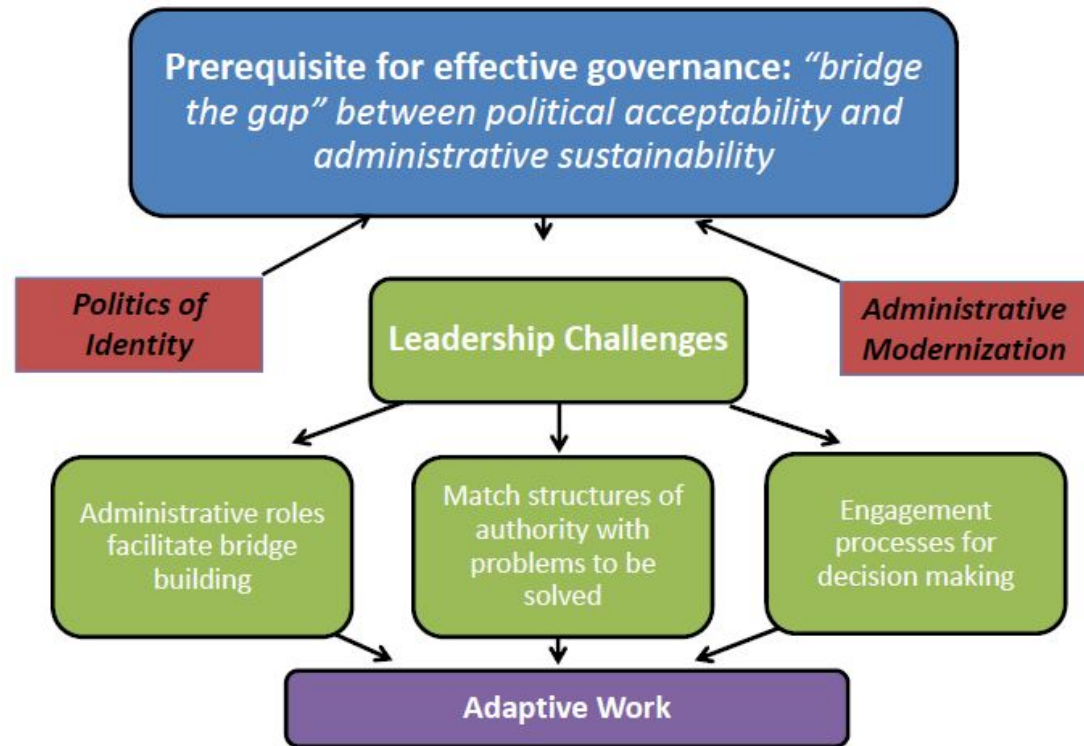 Prerequisite for effective governance: “bridge
the gap” between political acceptability and
administrative sustainability
Politics of
Identity
Leadership Challenges
Administrative
Modernization
Administrative roles
facilitate bridge
building
Match structures of
authority with
problems to be
solved
Engagement
processes for
decision making
Adaptive Work